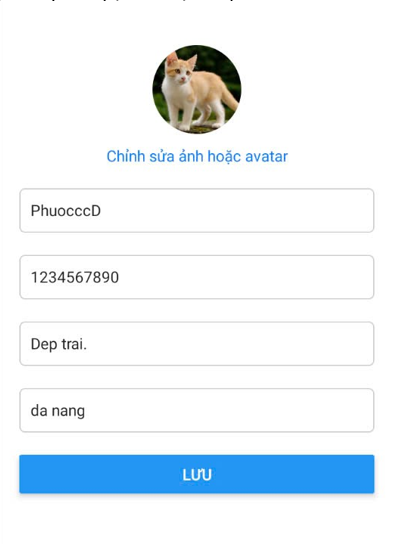 Chỉnh sửa ảnh hoặc avatar
PhuocccD
1234567890
Dep trai.
da nang
LƯU